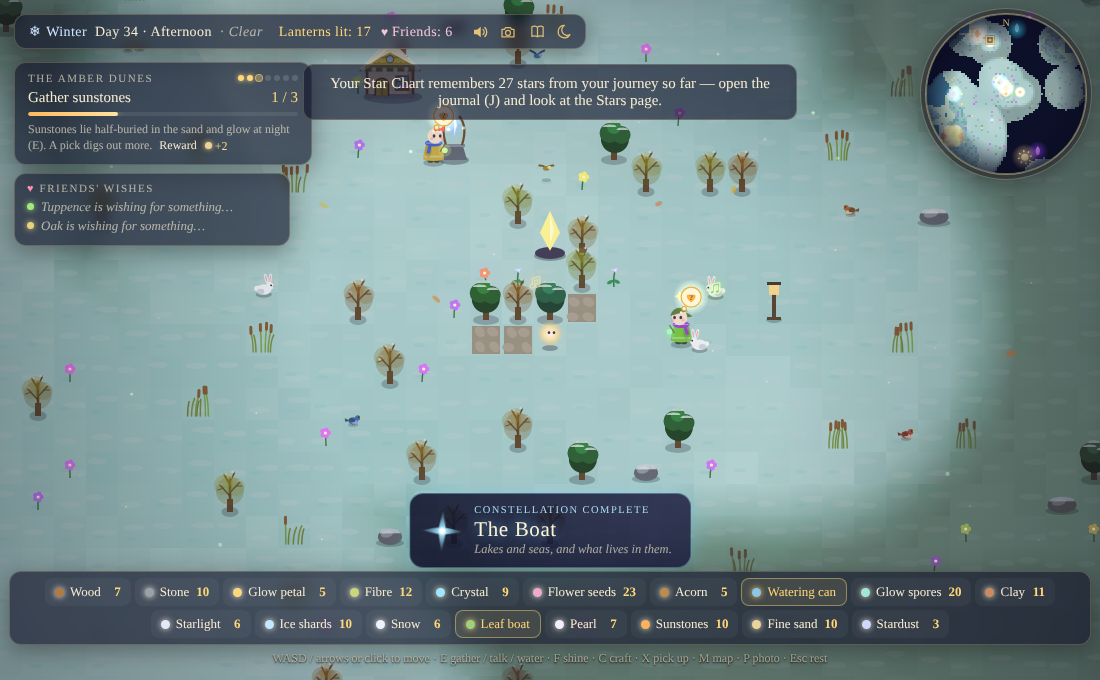 ❄ Winter Day 34 · Afternoon · Clear Lanterns lit: 17 ♥ Friends: 6
THE AMBER DUNES
Gather sunstones 1 / 3
Sunstones lie half-buried in the sand and glow at night
(E). A pick digs out more. Reward +2
Your Star Chart remembers 27 stars from your journey so far — open the
journal (J) and look at the Stars page.
N
♥ FRIENDS' WISHES
Tuppence is wishing for something…
Oak is wishing for something…
CONSTELLATION COMPLETE
The Boat
Lakes and seas, and what lives in them.
Wood 7 Stone 10 Glow petal 5 Fibre 12 Crystal 9 Flower seeds 23 Acorn 5 Watering can Glow spores 20 Clay 11
Starlight 6 Ice shards 10 Snow 6 Leaf boat Pearl 7 Sunstones 10 Fine sand 10 Stardust 3
WASD / arrows or click to move · E gather / talk / water · F shine · C craft · X pick up · M map · P photo · Esc rest